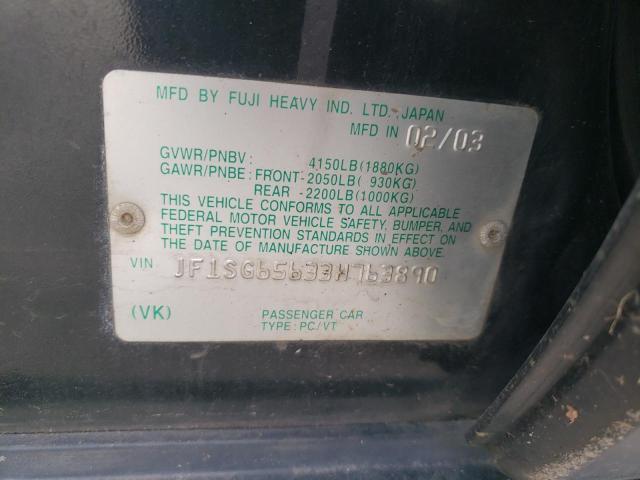 MFD BY FUJI HEAVY IND. LTD., JAPAN
MFD IN 02/03
GVWR/PNBV : 4150LB(1880KG)
GAWR/PNBE : FRONT-2050LB( 930KG)
REAR -2200LB(1000KG)
THIS VEHICLE CONFORMS TO ALL APPLICABLE
FEDERAL MOTOR VEHICLE SAFETY, BUMPER, AND
THEFT PREVENTION STANDARDS IN EFFECT ON
THE DATE OF MANUFACTURE SHOWN ABOVE.
VIN JF1SG65633H763890
(VK) PASSENGER CAR
TYPE : PC/VT